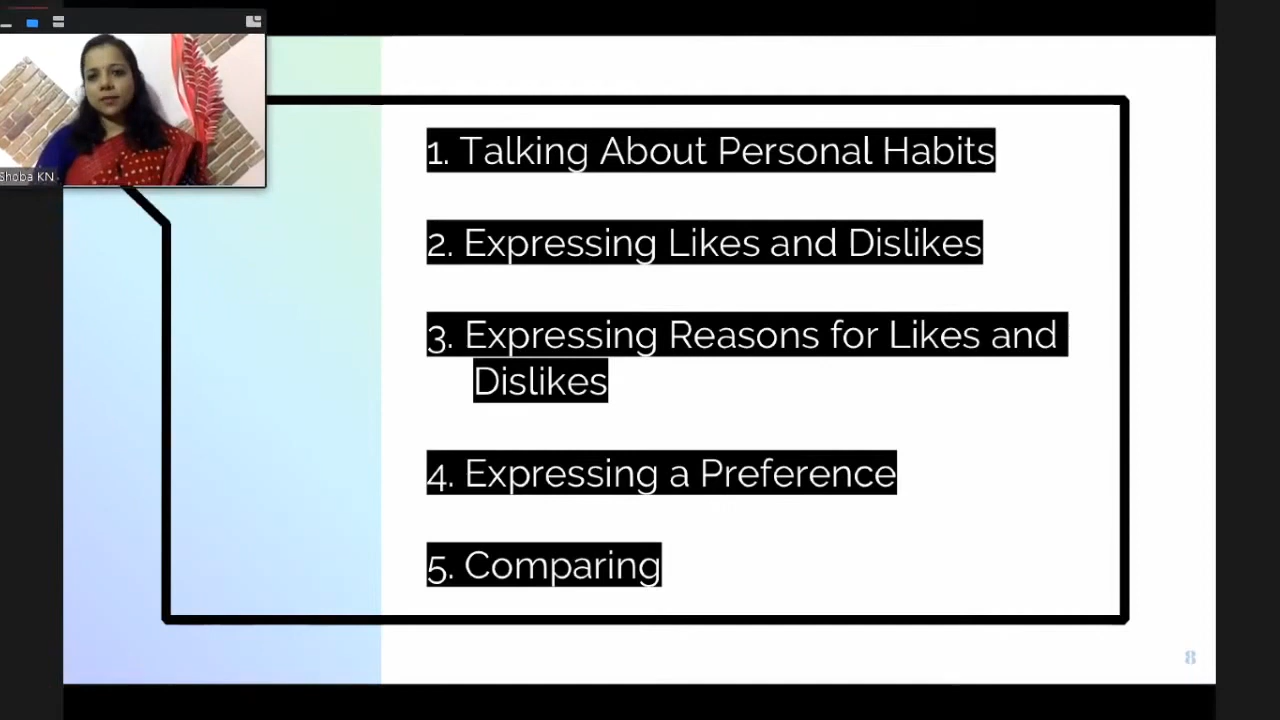 Shoba KN
1. Talking About Personal Habits
2. Expressing Likes and Dislikes
3. Expressing Reasons for Likes and
Dislikes
4. Expressing a Preference
5. Comparing
8